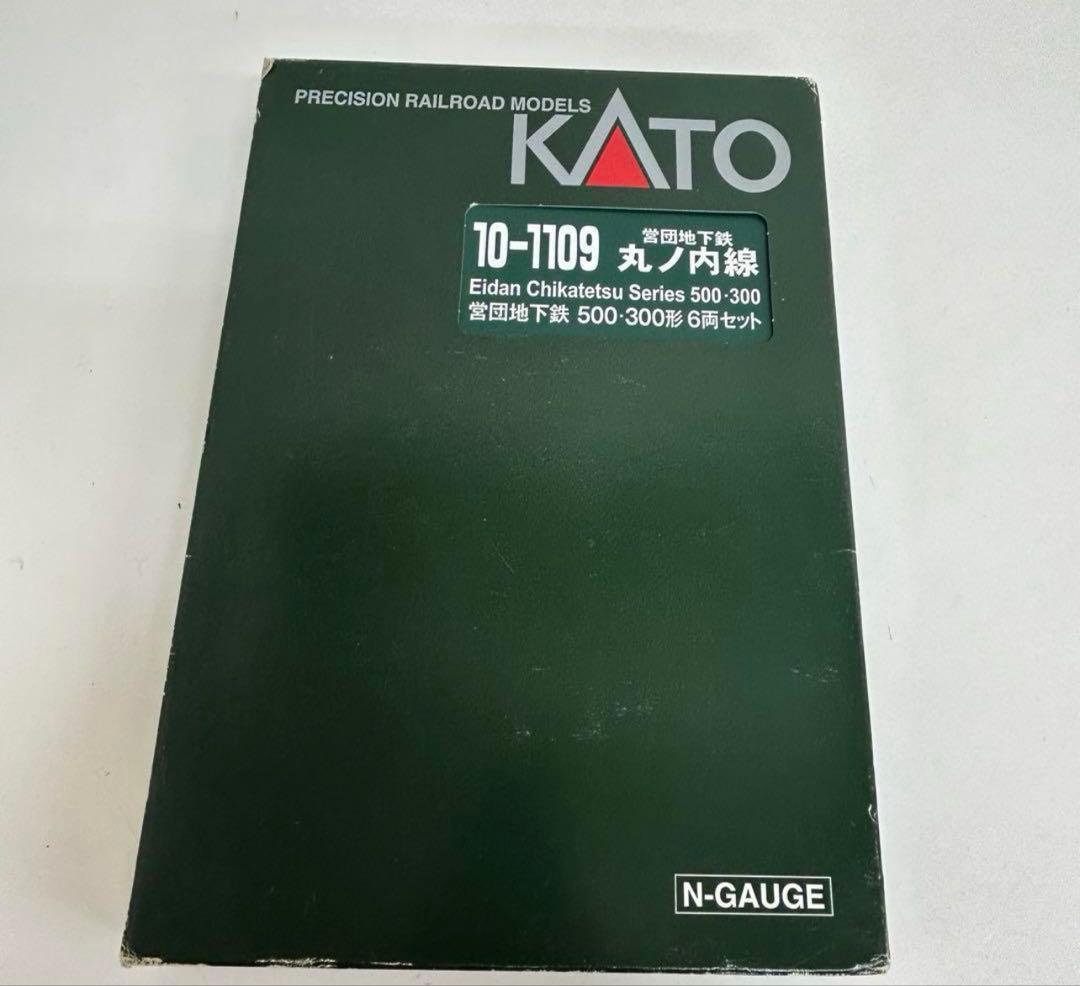 PRECISION RAILROAD MODELS
KATO
10-1109
営団地下鉄
丸ノ内線
Eidan Chikatetsu Series 500·300
営団地下鉄 500·300形 6両セット
N-GAUGE